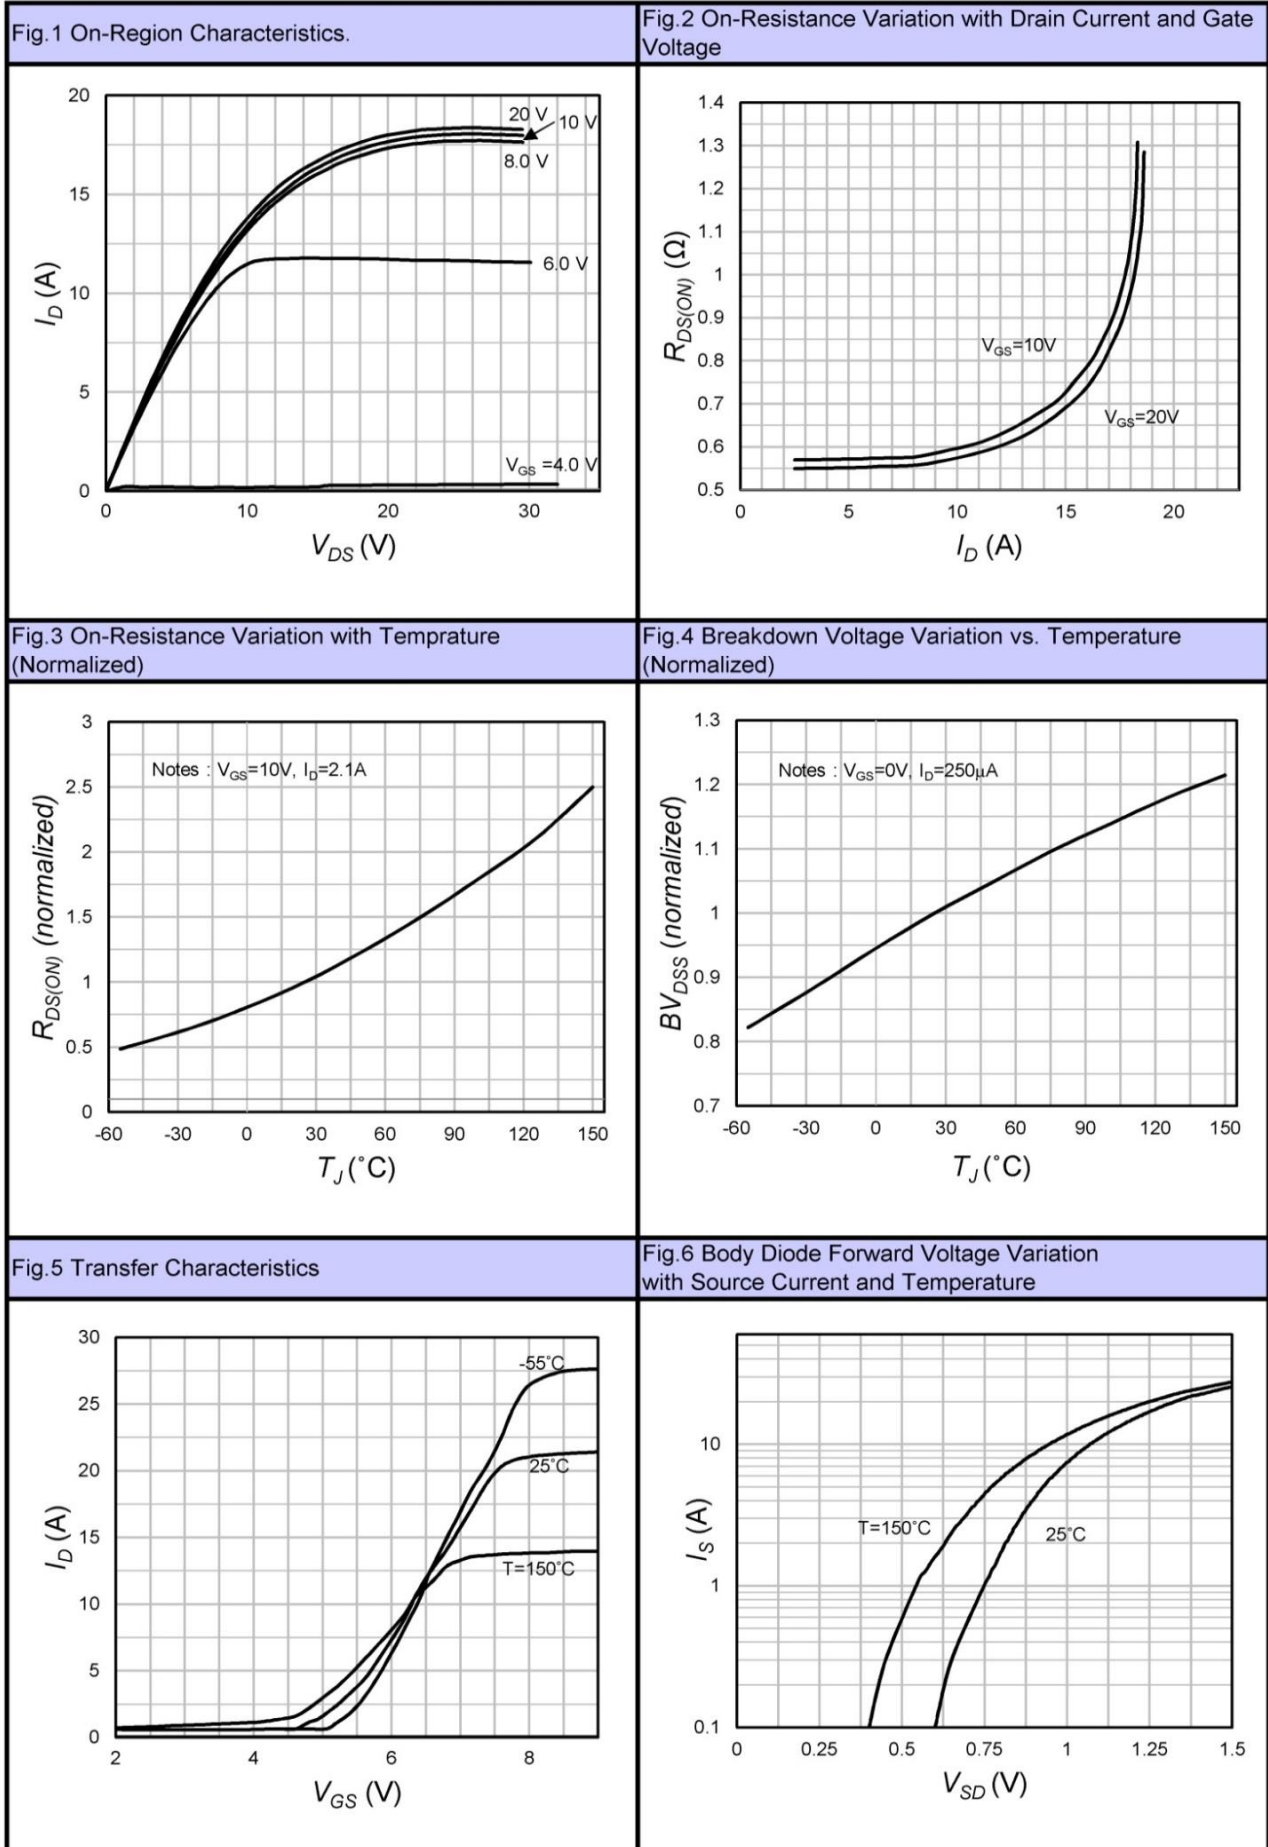 Fig.1 On-Region Characteristics.
Fig.2 On-Resistance Variation with Drain Current and Gate
Voltage
20
15
10
5
0
I_D (A)
20 V
10 V
8.0 V
6.0 V
V_GS =4.0 V
0 10 20 30
V_DS (V)
1.4
1.3
1.2
1.1
1
0.9
0.8
0.7
0.6
0.5
R_DS(ON) (Ω)
V_GS=10V
V_GS=20V
0 5 10 15 20
I_D (A)
Fig.3 On-Resistance Variation with Temprature
(Normalized)
Fig.4 Breakdown Voltage Variation vs. Temperature
(Normalized)
3
2.5
2
1.5
1
0.5
0
R_DS(ON) (normalized)
Notes : V_GS=10V, I_D=2.1A
-60 -30 0 30 60 90 120 150
T_J (˚C)
1.3
1.2
1.1
1
0.9
0.8
0.7
BV_DSS (normalized)
Notes : V_GS=0V, I_D=250µA
-60 -30 0 30 60 90 120 150
T_J (˚C)
Fig.5 Transfer Characteristics
Fig.6 Body Diode Forward Voltage Variation
with Source Current and Temperature
30
25
20
15
10
5
0
I_D (A)
-55˚C
25˚C
T=150˚C
2 4 6 8
V_GS (V)
10
1
0.1
I_S (A)
T=150˚C
25˚C
0 0.25 0.5 0.75 1 1.25 1.5
V_SD (V)